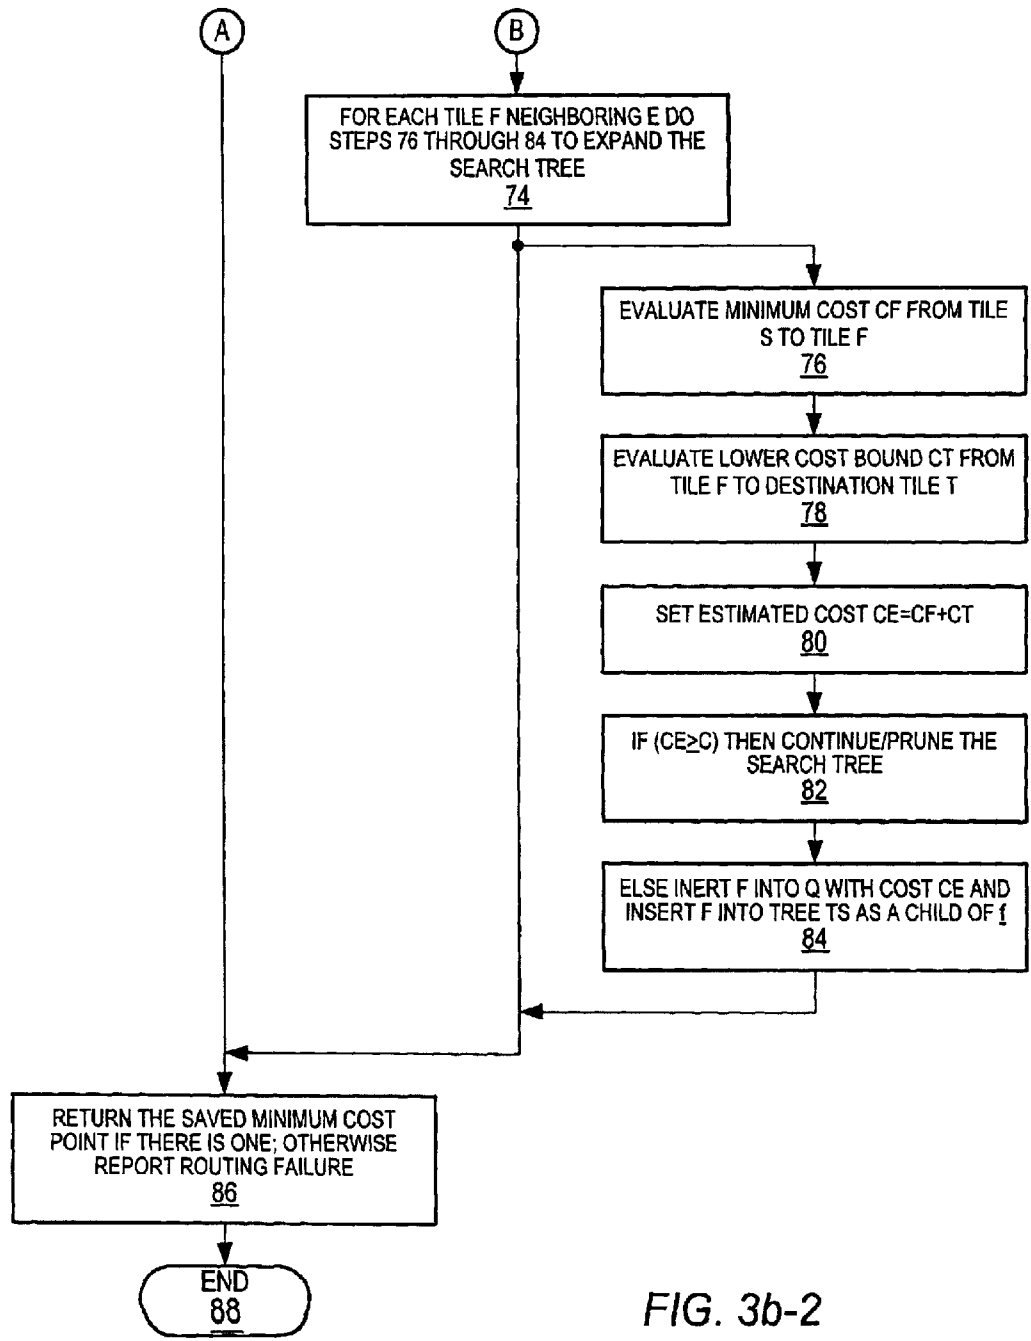 A
B
FOR EACH TILE F NEIGHBORING E DO
STEPS 76 THROUGH 84 TO EXPAND THE
SEARCH TREE
74
EVALUATE MINIMUM COST CF FROM TILE
S TO TILE F
76
EVALUATE LOWER COST BOUND CT FROM
TILE F TO DESTINATION TILE T
78
SET ESTIMATED COST CE=CF+CT
80
IF (CE≥C) THEN CONTINUE/PRUNE THE
SEARCH TREE
82
ELSE INERT F INTO Q WITH COST CE AND
INSERT F INTO TREE TS AS A CHILD OF f
84
RETURN THE SAVED MINIMUM COST
POINT IF THERE IS ONE; OTHERWISE
REPORT ROUTING FAILURE
86
END
88
FIG. 3b-2